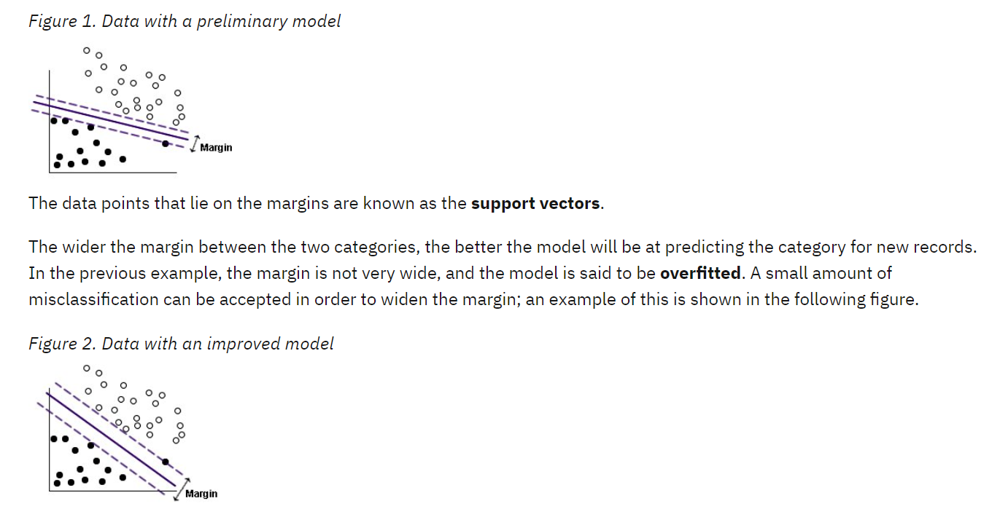 Figure 1. Data with a preliminary model
Margin
The data points that lie on the margins are known as the support vectors.
The wider the margin between the two categories, the better the model will be at predicting the category for new records.
In the previous example, the margin is not very wide, and the model is said to be overfitted. A small amount of
misclassification can be accepted in order to widen the margin; an example of this is shown in the following figure.
Figure 2. Data with an improved model
Margin